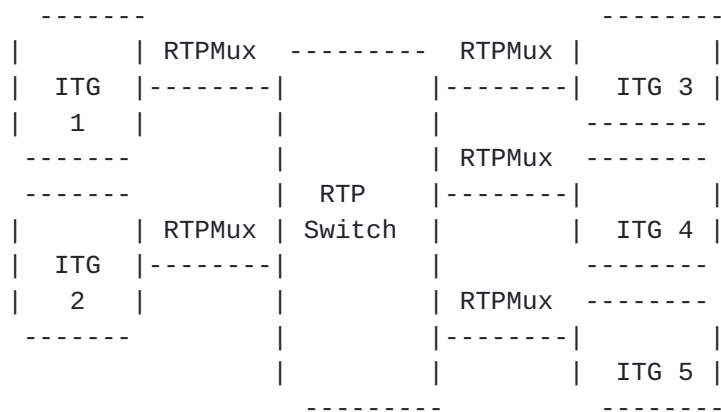 RTPMux RTPMux
ITG ITG 3
1
RTPMux
RTP
RTPMux Switch ITG 4
ITG
2 RTPMux
ITG 5